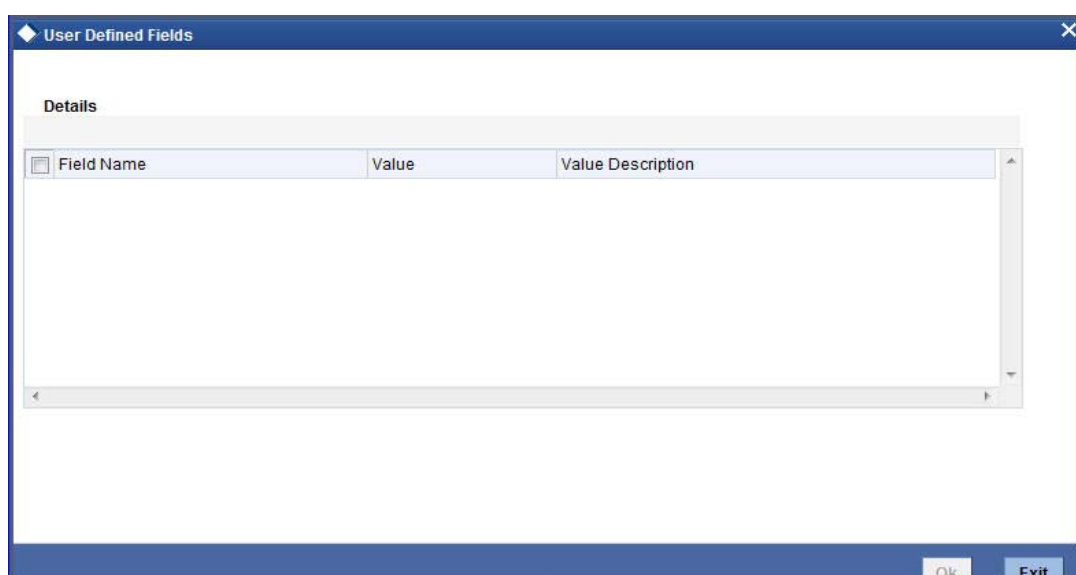 User Defined Fields
Details
Field Name Value Value Description
Ok Exit